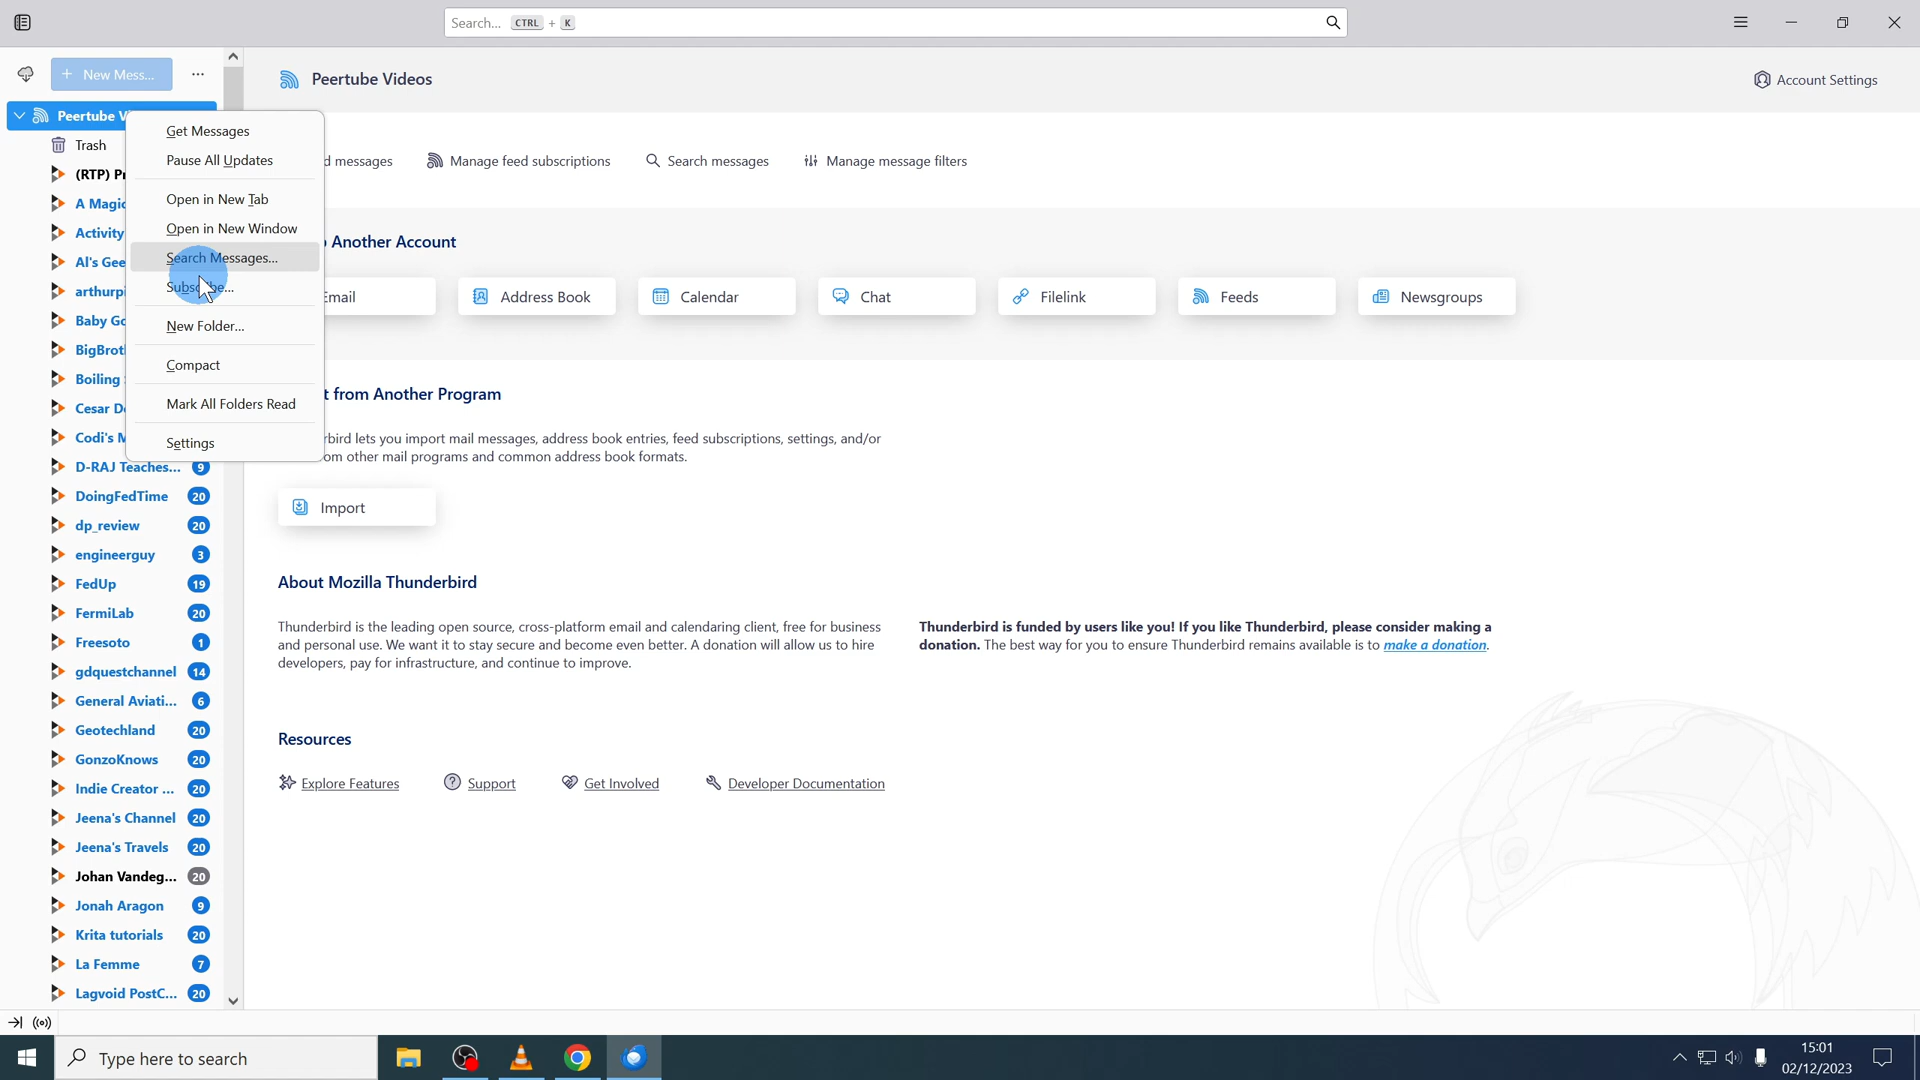 Search... CTRL + K
New Mess...
Peertube Videos
Account Settings
Peertube V
Trash
(RTP) Pr
A Magic
Activity
Al's Gee
arthurpi
Baby Go
BigBrot
Boiling
Cesar D
Codi's M
D-RAJ Teaches... 9
DoingFedTime 20
dp_review 20
engineerguy 3
FedUp 19
FermiLab 20
Freesoto 1
gdquestchannel 14
General Aviati... 6
Geotechland 20
GonzoKnows 20
Indie Creator ... 20
Jeena's Channel 20
Jeena's Travels 20
Johan Vandeg... 20
Jonah Aragon 9
Krita tutorials 20
La Femme 7
Lagvoid PostC... 20
Get Messages
Pause All Updates
Open in New Tab
Open in New Window
Search Messages...
Subscribe...
New Folder...
Compact
Mark All Folders Read
Settings
d messages Manage feed subscriptions Search messages Manage message filters
Another Account
Email Address Book Calendar Chat Filelink Feeds Newsgroups
t from Another Program
rbird lets you import mail messages, address book entries, feed subscriptions, settings, and/or
om other mail programs and common address book formats.
Import
About Mozilla Thunderbird
Thunderbird is the leading open source, cross-platform email and calendaring client, free for business
and personal use. We want it to stay secure and become even better. A donation will allow us to hire
developers, pay for infrastructure, and continue to improve.
Thunderbird is funded by users like you! If you like Thunderbird, please consider making a
donation. The best way for you to ensure Thunderbird remains available is to make a donation.
Resources
Explore Features Support Get Involved Developer Documentation
Type here to search
15:01
02/12/2023